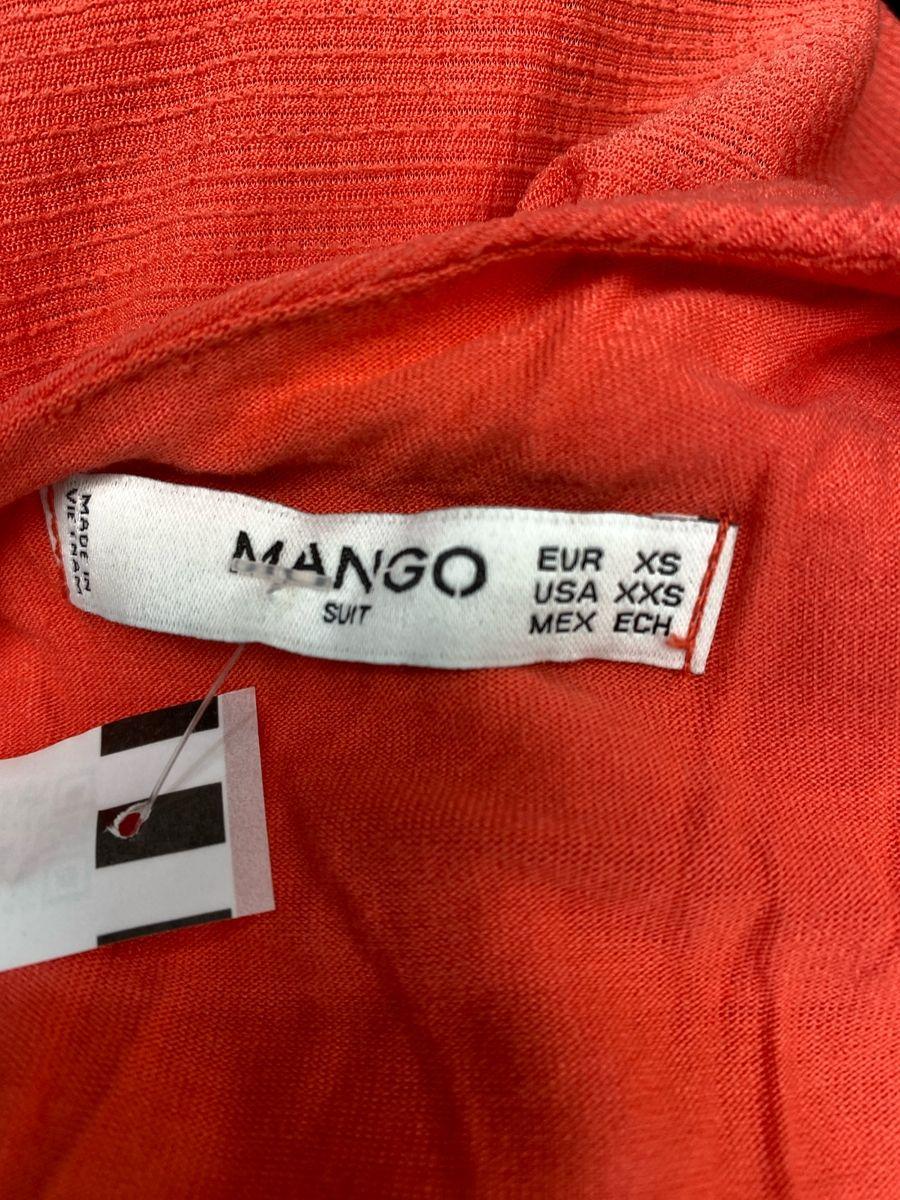 MADE IN
VIETNAM
MANGO
SUIT
EUR XS
USA XXS
MEX ECH